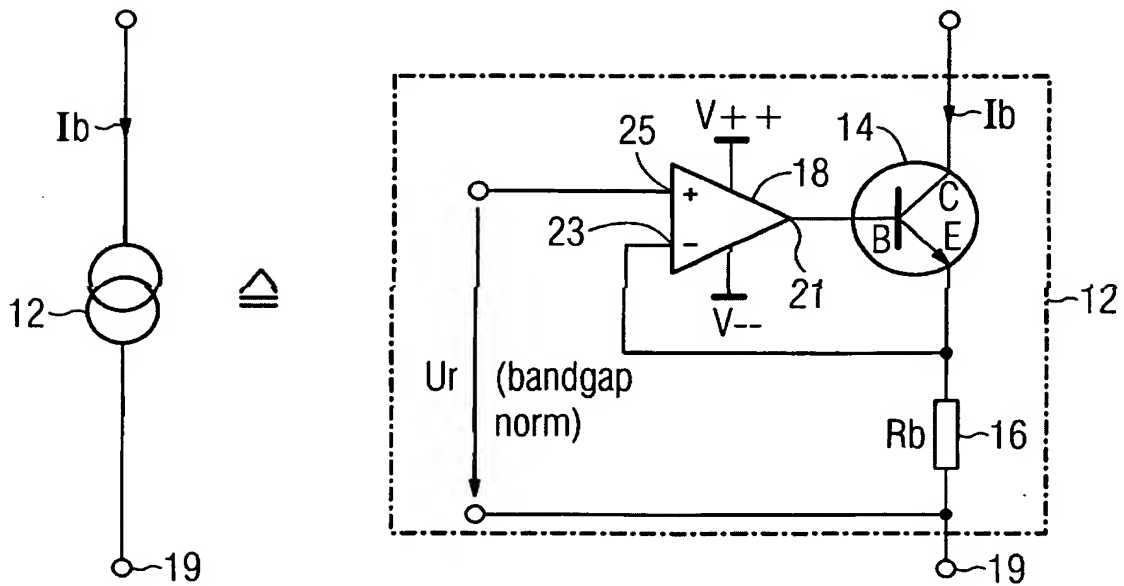 Ib
12
≙
19
V++
25
18
14
Ib
C
23
+
−
B
E
21
V--
12
Ur (bandgap
norm)
Rb
16
19